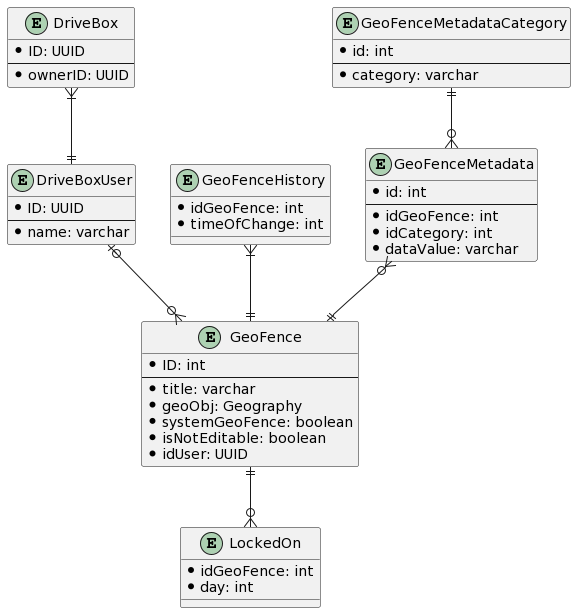 E DriveBox
ID: UUID
ownerID: UUID
E GeoFenceMetadataCategory
id: int
category: varchar
E DriveBoxUser
ID: UUID
name: varchar
E GeoFenceHistory
idGeoFence: int
timeOfChange: int
E GeoFenceMetadata
id: int
idGeoFence: int
idCategory: int
dataValue: varchar
E GeoFence
ID: int
title: varchar
geoObj: Geography
systemGeoFence: boolean
isNotEditable: boolean
idUser: UUID
E LockedOn
idGeoFence: int
day: int